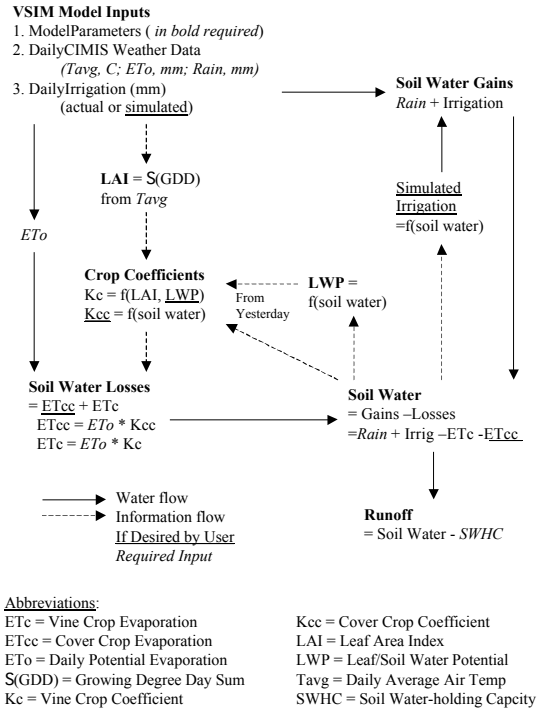 VSIM Model Inputs
1. ModelParameters ( in bold required)
2. DailyCIMIS Weather Data
(Tavg, C; ETo, mm; Rain, mm)
3. DailyIrrigation (mm)
(actual or simulated)
Soil Water Gains
Rain + Irrigation
LAI = S(GDD)
from Tavg
ETo
Simulated
Irrigation
=f(soil water)
Crop Coefficients
Kc = f(LAI, LWP)
Kcc = f(soil water)
From
Yesterday
LWP =
f(soil water)
Soil Water Losses
= ETcc + ETc
ETcc = ETo * Kcc
ETc = ETo * Kc
Soil Water
= Gains –Losses
=Rain + Irrig –ETc -ETcc
Water flow
Information flow
If Desired by User
Required Input
Runoff
= Soil Water - SWHC
Abbreviations:
ETc = Vine Crop Evaporation
ETcc = Cover Crop Evaporation
ETo = Daily Potential Evaporation
S(GDD) = Growing Degree Day Sum
Kc = Vine Crop Coefficient
Kcc = Cover Crop Coefficient
LAI = Leaf Area Index
LWP = Leaf/Soil Water Potential
Tavg = Daily Average Air Temp
SWHC = Soil Water-holding Capcity